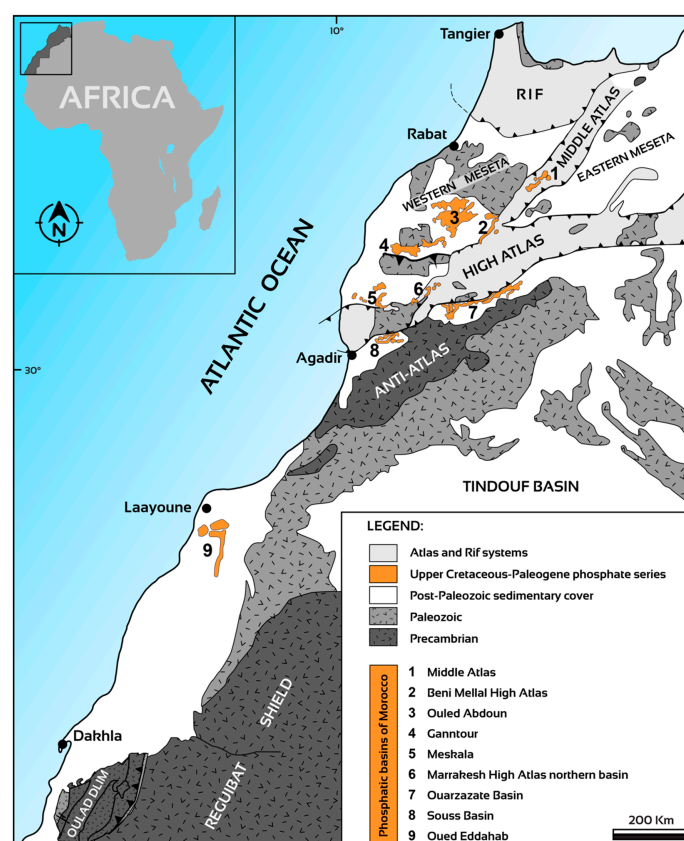 10°
Tangier
AFRICA
RIF
MIDDLE ATLAS
Rabat
EASTERN MESETA
WESTERN MESETA
1
3
2
N
4
HIGH ATLAS
ATLANTIC OCEAN
6
5
7
8
Agadir
ANTI-ATLAS
30°
TINDOUF BASIN
Laayoune
9
LEGEND:
Atlas and Rif systems
Upper Cretaceous-Paleogene phosphate series
Post-Paleozoic sedimentary cover
Paleozoic
Precambrian
SHIELD
REGUIBAT
Dakhla
OULAD DLIM
Phosphatic basins of Morocco
1 Middle Atlas
2 Beni Mellal High Atlas
3 Ouled Abdoun
4 Ganntour
5 Meskala
6 Marrakesh High Atlas northern basin
7 Ouarzazate Basin
8 Souss Basin
9 Oued Eddahab
200 Km